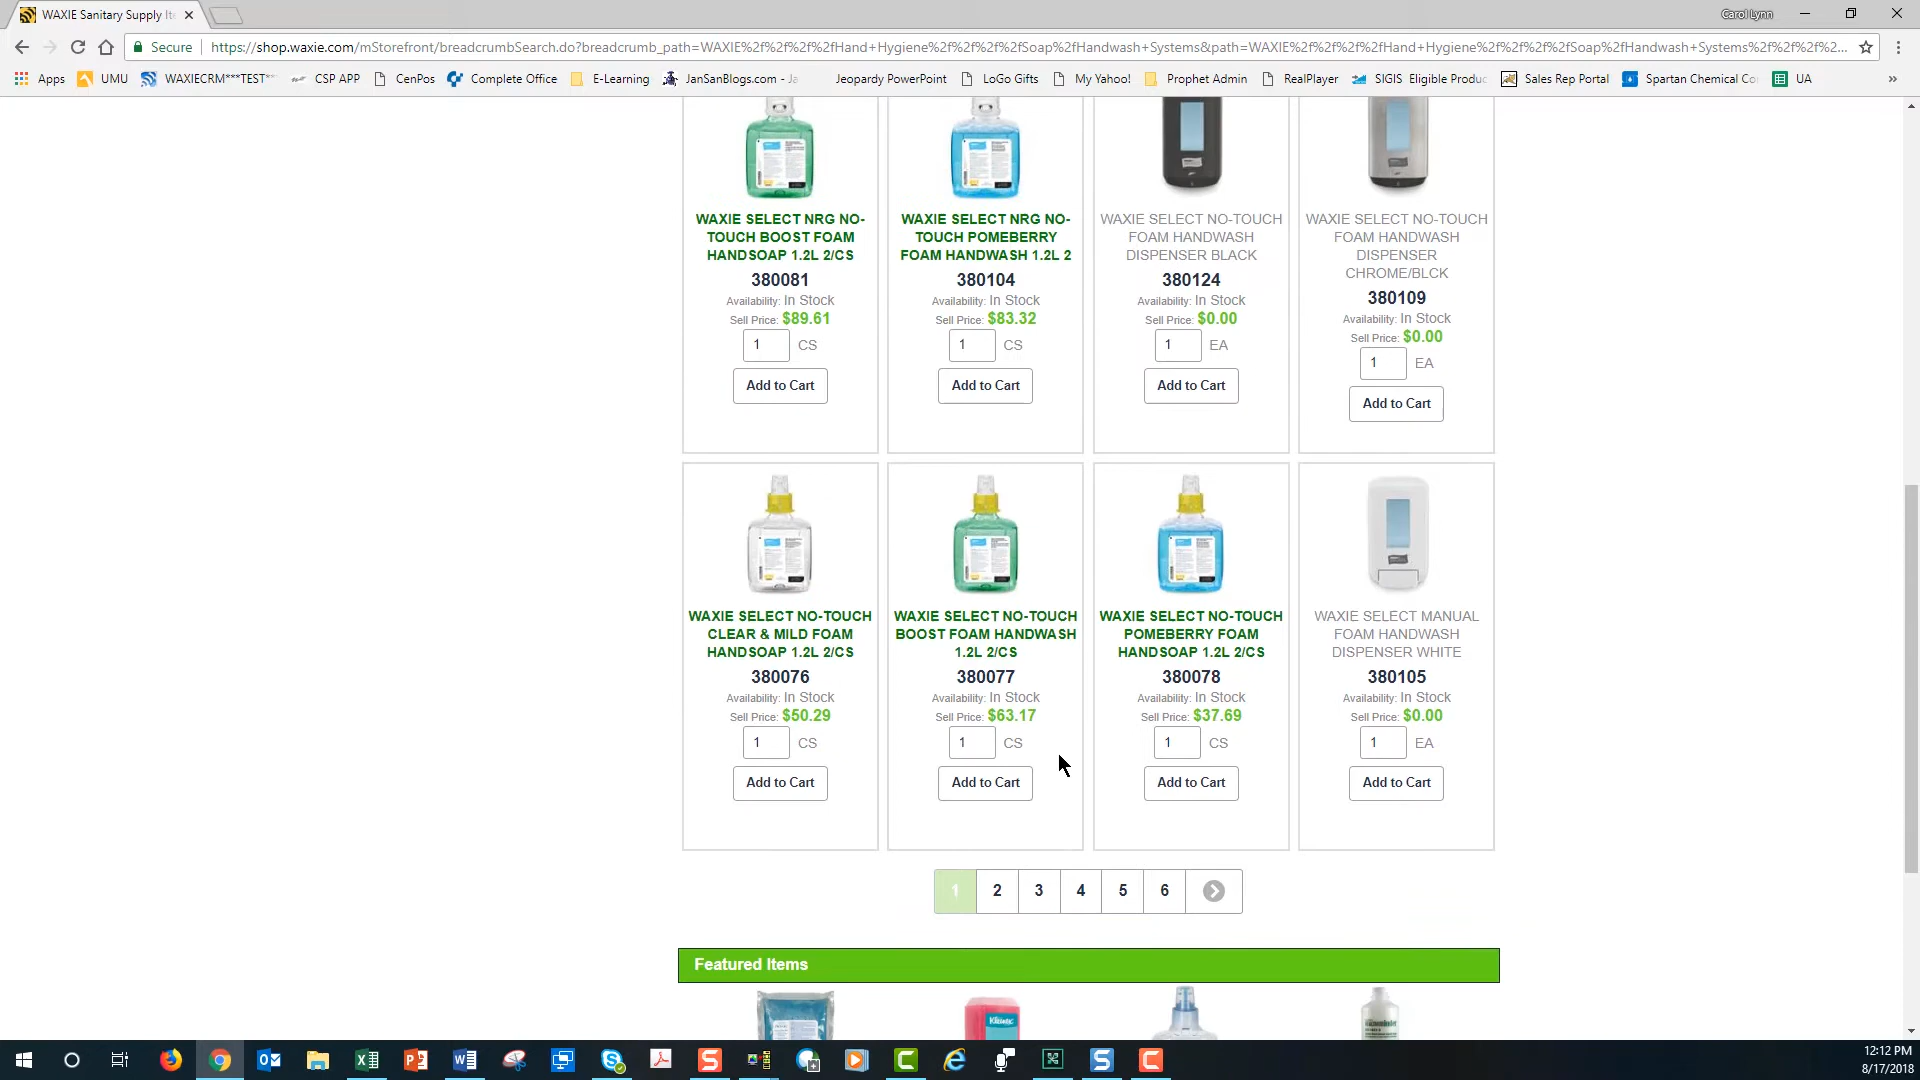 WAXIE Sanitary Supply Ite
Carol Lynn
Secure
https://shop.waxie.com/mStorefront/breadcrumbSearch.do?breadcrumb_path=WAXIE%2f%2f%2f%2fHand+Hygiene%2f%2f%2f%2fSoap%2fHandwash+Systems&path=WAXIE%2f%2f%2f%2fHand+Hygiene%2f%2f%2f%2fSoap%2fHandwash+Systems%2f%2f%2f%2...
Apps UMU WAXIECRM***TEST** CSP APP CenPos Complete Office E-Learning JanSanBlogs.com - Ja Jeopardy PowerPoint LoGo Gifts My Yahoo! Prophet Admin RealPlayer SIGIS Eligible Produc Sales Rep Portal Spartan Chemical Co UA »
WAXIE SELECT NRG NO-
TOUCH BOOST FOAM
HANDSOAP 1.2L 2/CS
380081
Availability: In Stock
Sell Price: $89.61
1 CS
Add to Cart
WAXIE SELECT NRG NO-
TOUCH POMEBERRY
FOAM HANDWASH 1.2L 2
380104
Availability: In Stock
Sell Price: $83.32
1 CS
Add to Cart
WAXIE SELECT NO-TOUCH
FOAM HANDWASH
DISPENSER BLACK
380124
Availability: In Stock
Sell Price: $0.00
1 EA
Add to Cart
WAXIE SELECT NO-TOUCH
FOAM HANDWASH
DISPENSER
CHROME/BLCK
380109
Availability: In Stock
Sell Price: $0.00
1 EA
Add to Cart
WAXIE SELECT NO-TOUCH
CLEAR & MILD FOAM
HANDSOAP 1.2L 2/CS
380076
Availability: In Stock
Sell Price: $50.29
1 CS
Add to Cart
WAXIE SELECT NO-TOUCH
BOOST FOAM HANDWASH
1.2L 2/CS
380077
Availability: In Stock
Sell Price: $63.17
1 CS
Add to Cart
WAXIE SELECT NO-TOUCH
POMEBERRY FOAM
HANDSOAP 1.2L 2/CS
380078
Availability: In Stock
Sell Price: $37.69
1 CS
Add to Cart
WAXIE SELECT MANUAL
FOAM HANDWASH
DISPENSER WHITE
380105
Availability: In Stock
Sell Price: $0.00
1 EA
Add to Cart
1 2 3 4 5 6
Featured Items
Kleenex
12:12 PM
8/17/2018